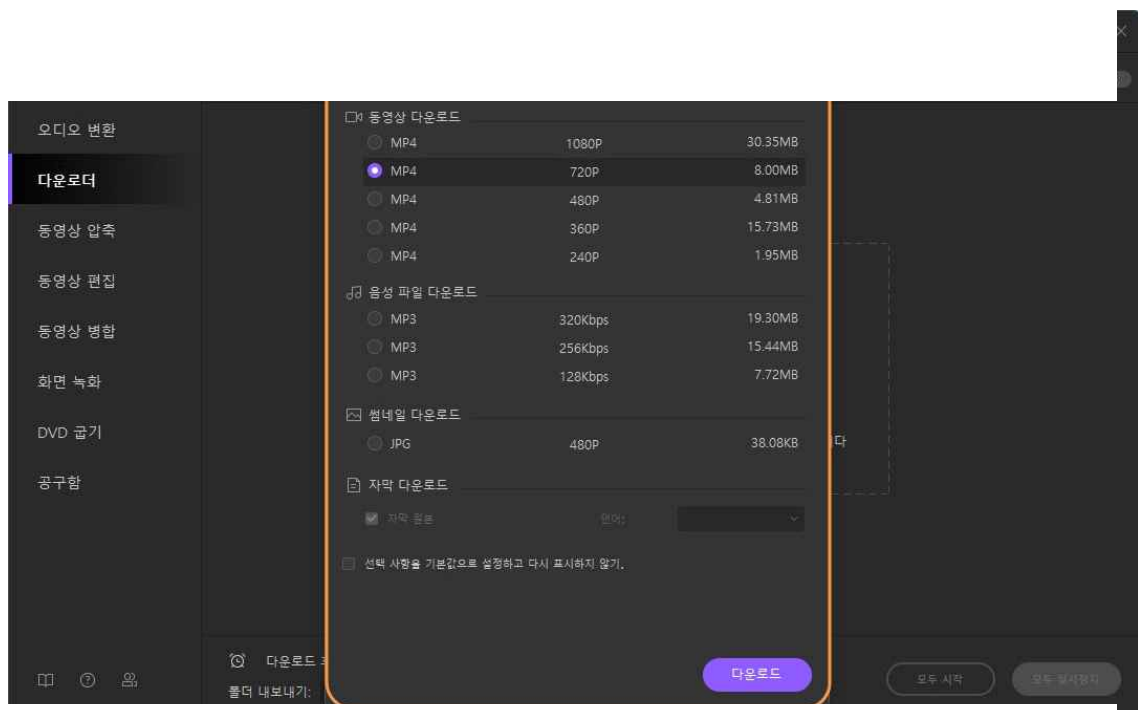 오디오 변환
다운로더
동영상 압축
동영상 편집
동영상 병합
화면 녹화
DVD 굽기
공구함
동영상 다운로드
MP4 1080P 30.35MB
MP4 720P 8.00MB
MP4 480P 4.81MB
MP4 360P 15.73MB
MP4 240P 1.95MB
음성 파일 다운로드
MP3 320Kbps 19.30MB
MP3 256Kbps 15.44MB
MP3 128Kbps 7.72MB
썸네일 다운로드
JPG 480P 38.08KB
자막 다운로드
자막 원본 언어:
선택 사항을 기본값으로 설정하고 다시 표시하지 않기.
다운로드
다
다운로드
폴더 내보내기:
모두 시작
모두 일시정지